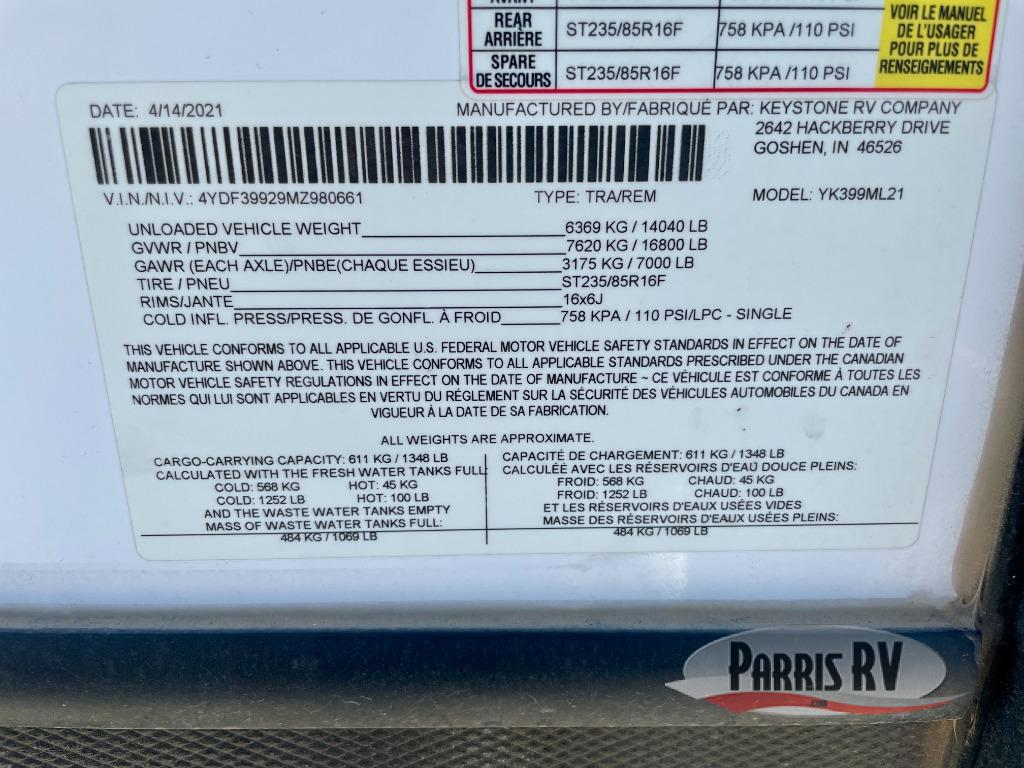 AVANT
REAR
ARRIÈRE
ST235/85R16F
758 KPA /110 PSI
SPARE
DE SECOURS
ST235/85R16F
758 KPA /110 PSI
VOIR LE MANUEL
DE L'USAGER
POUR PLUS DE
RENSEIGNEMENTS
DATE: 4/14/2021
MANUFACTURED BY/FABRIQUÉ PAR: KEYSTONE RV COMPANY
2642 HACKBERRY DRIVE
GOSHEN, IN 46526
V.I.N./N.I.V.: 4YDF39929MZ980661
TYPE: TRA/REM
MODEL: YK399ML21
UNLOADED VEHICLE WEIGHT 6369 KG / 14040 LB
GVWR / PNBV 7620 KG / 16800 LB
GAWR (EACH AXLE)/PNBE(CHAQUE ESSIEU) 3175 KG / 7000 LB
TIRE / PNEU ST235/85R16F
RIMS/JANTE 16x6J
COLD INFL. PRESS/PRESS. DE GONFL. À FROID 758 KPA / 110 PSI/LPC - SINGLE
THIS VEHICLE CONFORMS TO ALL APPLICABLE U.S. FEDERAL MOTOR VEHICLE SAFETY STANDARDS IN EFFECT ON THE DATE OF
MANUFACTURE SHOWN ABOVE. THIS VEHICLE CONFORMS TO ALL APPLICABLE STANDARDS PRESCRIBED UNDER THE CANADIAN
MOTOR VEHICLE SAFETY REGULATIONS IN EFFECT ON THE DATE OF MANUFACTURE ~ CE VÉHICULE EST CONFORME À TOUTES LES
NORMES QUI LUI SONT APPLICABLES EN VERTU DU RÉGLEMENT SUR LA SÉCURITÉ DES VÉHICULES AUTOMOBILES DU CANADA EN
VIGUEUR À LA DATE DE SA FABRICATION.
ALL WEIGHTS ARE APPROXIMATE.
CARGO-CARRYING CAPACITY: 611 KG / 1348 LB
CALCULATED WITH THE FRESH WATER TANKS FULL
COLD: 568 KG HOT: 45 KG
COLD: 1252 LB HOT: 100 LB
AND THE WASTE WATER TANKS EMPTY
MASS OF WASTE WATER TANKS FULL:
484 KG / 1069 LB
CAPACITÉ DE CHARGEMENT: 611 KG / 1348 LB
CALCULÉE AVEC LES RÉSERVOIRS D'EAU DOUCE PLEINS:
FROID: 568 KG CHAUD: 45 KG
FROID: 1252 LB CHAUD: 100 LB
ET LES RÉSERVOIRS D'EAUX USÉES VIDES
MASSE DES RÉSERVOIRS D'EAUX USÉES PLEINS:
484 KG / 1069 LB
PARRIS RV
.com